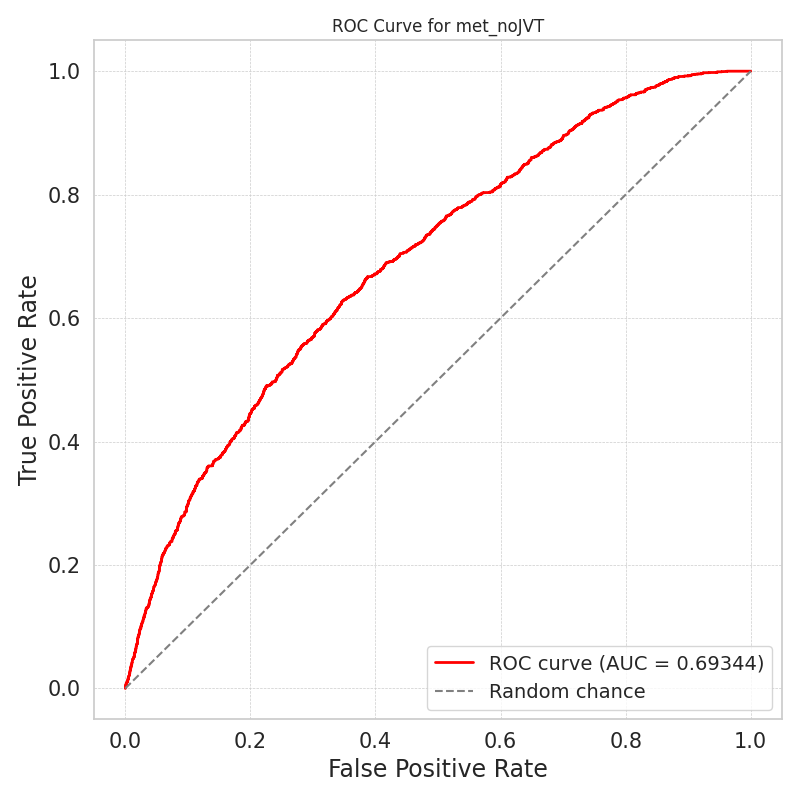 ROC Curve for met_noJVT
1.0
0.8
0.6
0.4
0.2
0.0
True Positive Rate
ROC curve (AUC = 0.69344)
Random chance
0.0 0.2 0.4 0.6 0.8 1.0
False Positive Rate